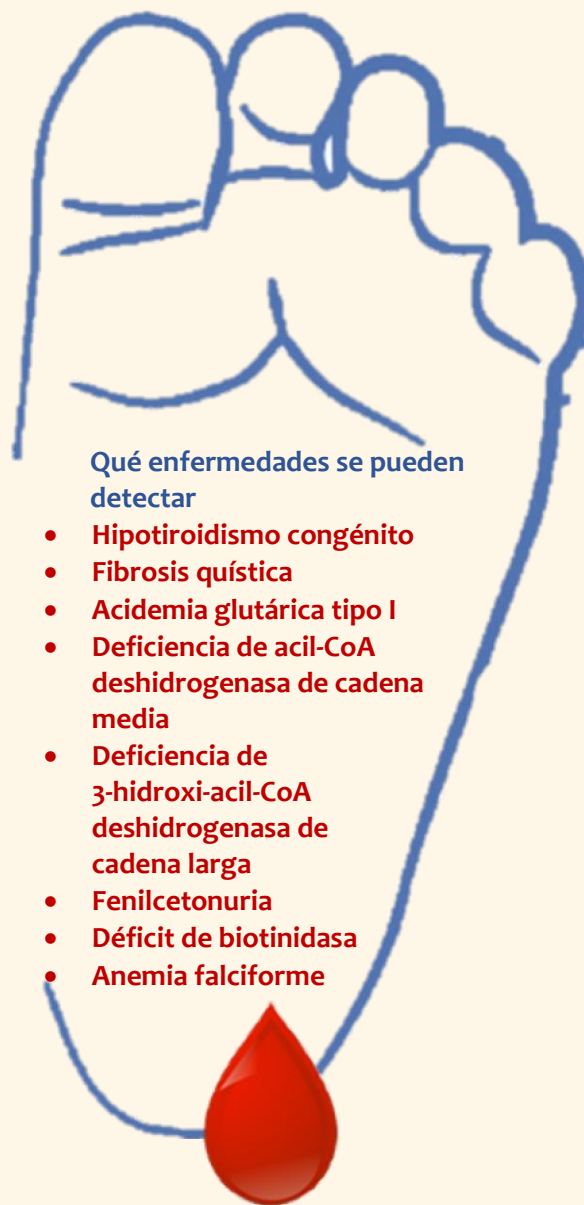 Qué enfermedades se pueden
detectar
• Hipotiroidismo congénito
• Fibrosis quística
• Acidemia glutárica tipo I
• Deficiencia de acil-CoA
deshidrogenasa de cadena
media
• Deficiencia de
3-hidroxi-acil-CoA
deshidrogenasa de
cadena larga
• Fenilcetonuria
• Déficit de biotinidasa
• Anemia falciforme